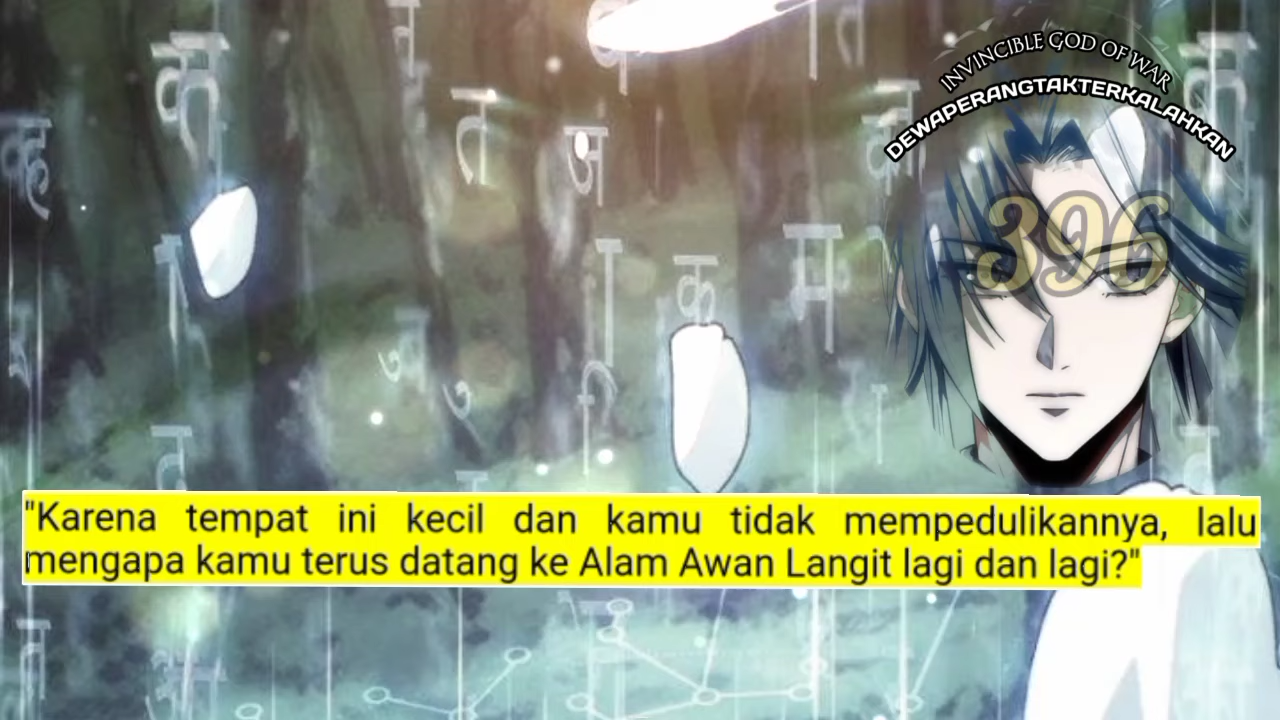 INVINCIBLE GOD OF WAR
DEWAPERANGTAKTERKALAHKAN
396
"Karena tempat ini kecil dan kamu tidak mempedulikannya, lalu
mengapa kamu terus datang ke Alam Awan Langit lagi dan lagi?"